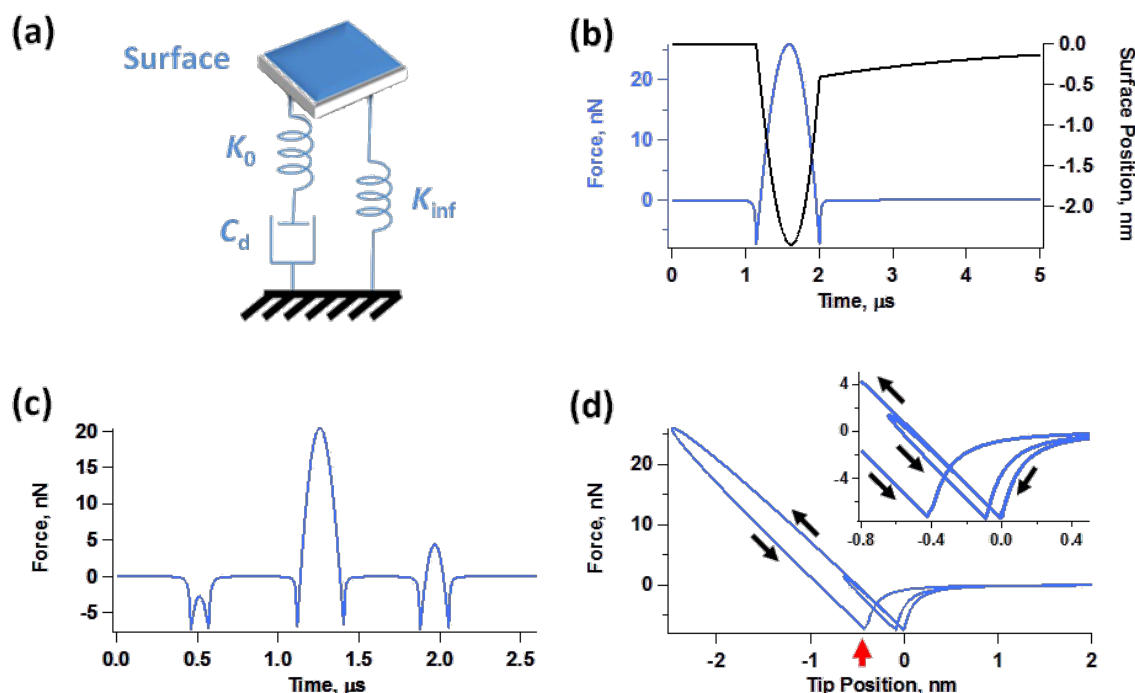 (a)
Surface
K0
Cd
Kinf
(b)
Force, nN
20
10
0
0.0
-0.5
-1.0
-1.5
-2.0
Surface Position, nm
0 1 2 3 4 5
Time, μs
(c)
Force, nN
20
15
10
5
0
-5
0.0 0.5 1.0 1.5 2.0 2.5
Time, μs
(d)
Force, nN
20
10
0
-2 -1 0 1 2
Tip Position, nm
4
0
-4
-0.8 -0.4 0.0 0.4